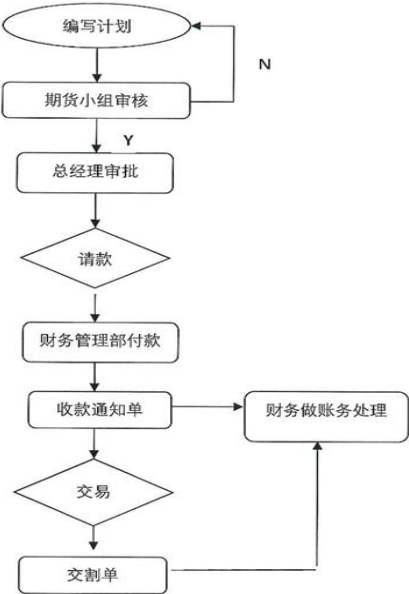 编写计划
N
期货小组审核
Y
总经理审批
请款
财务管理部付款
收款通知单
财务做账务处理
交易
交割单